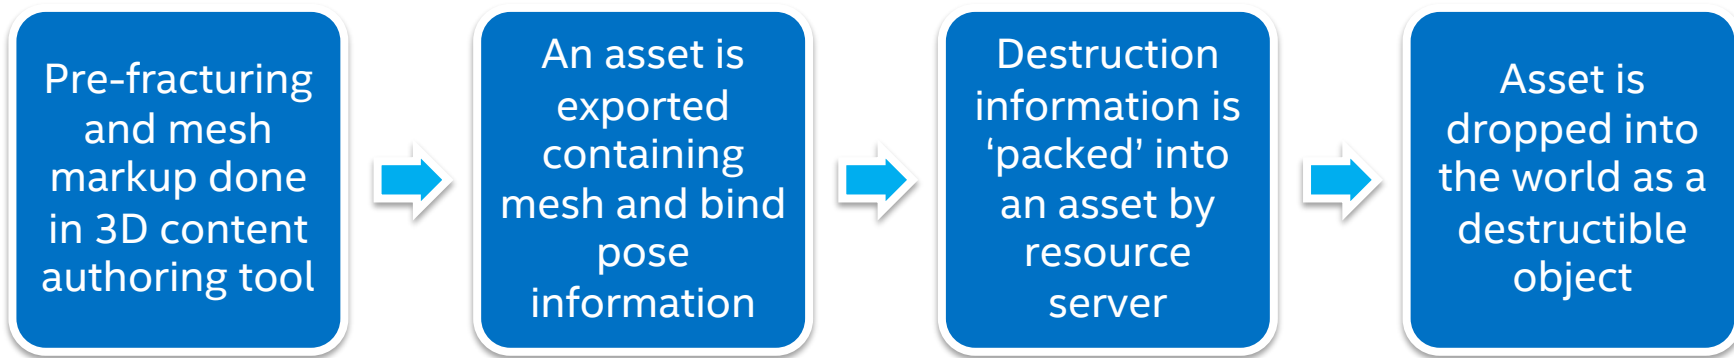 Pre-fracturing
and mesh
markup done
in 3D content
authoring tool
An asset is
exported
containing
mesh and bind
pose
information
Destruction
information is
‘packed’ into
an asset by
resource
server
Asset is
dropped into
the world as a
destructible
object